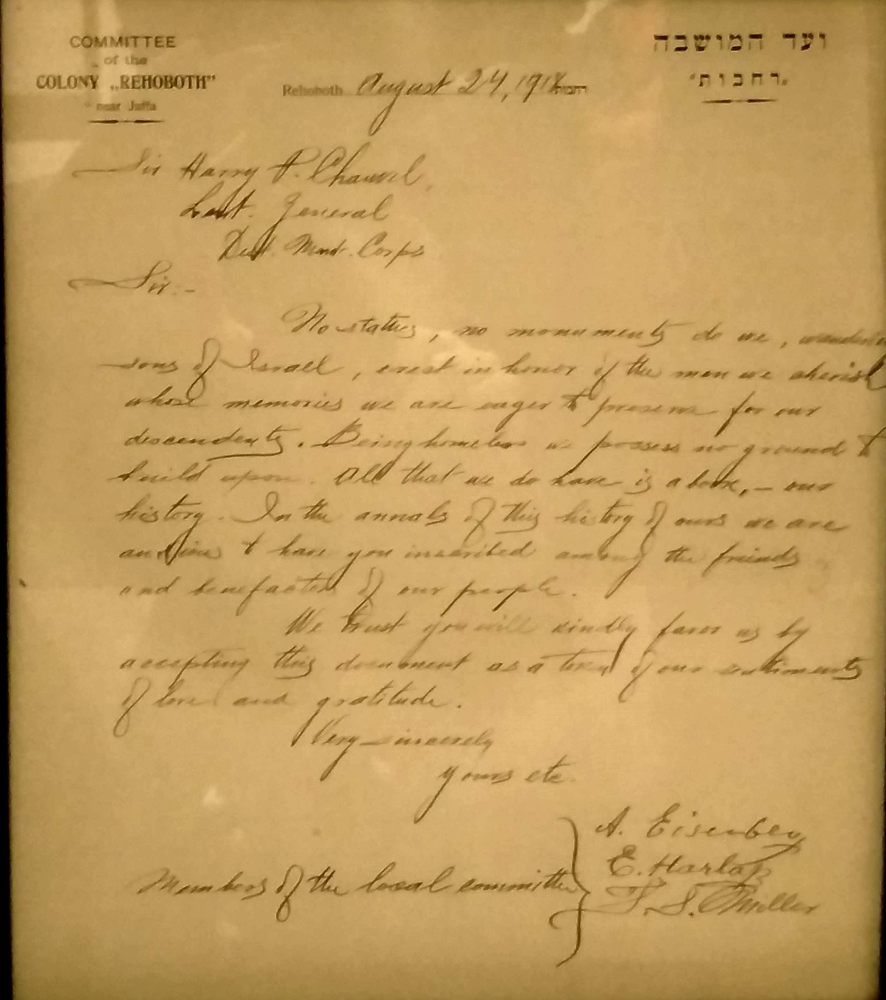 COMMITTEE
of the
COLONY „REHOBOTH"
near Jaffa
ועד המושבה
„רחבות"
Rehoboth August 24, 1918 רחבות
Sir Harry P. Chauvel
Leut. General
Des't. Mnt'd. Corps
Sir:-
No statues, no monuments do we, wandering
sons of Israel, erest in honor of the men we cherish
whose memories we are eager to preserve for our
descendents. Being homeless we possess no ground to
build upon. All that we do have is a book, - our
history. In the annals of this history of ours we are
anxious to have you inscribed among the friends
and benefactors of our people.
We trust you will kindly favor us by
accepting this document as a token of our sentiments
of love and gratitude.
Very sincerely
Yours etc.
Members of the local committee
A. Eisenberg
E. Harlap
S. Miller